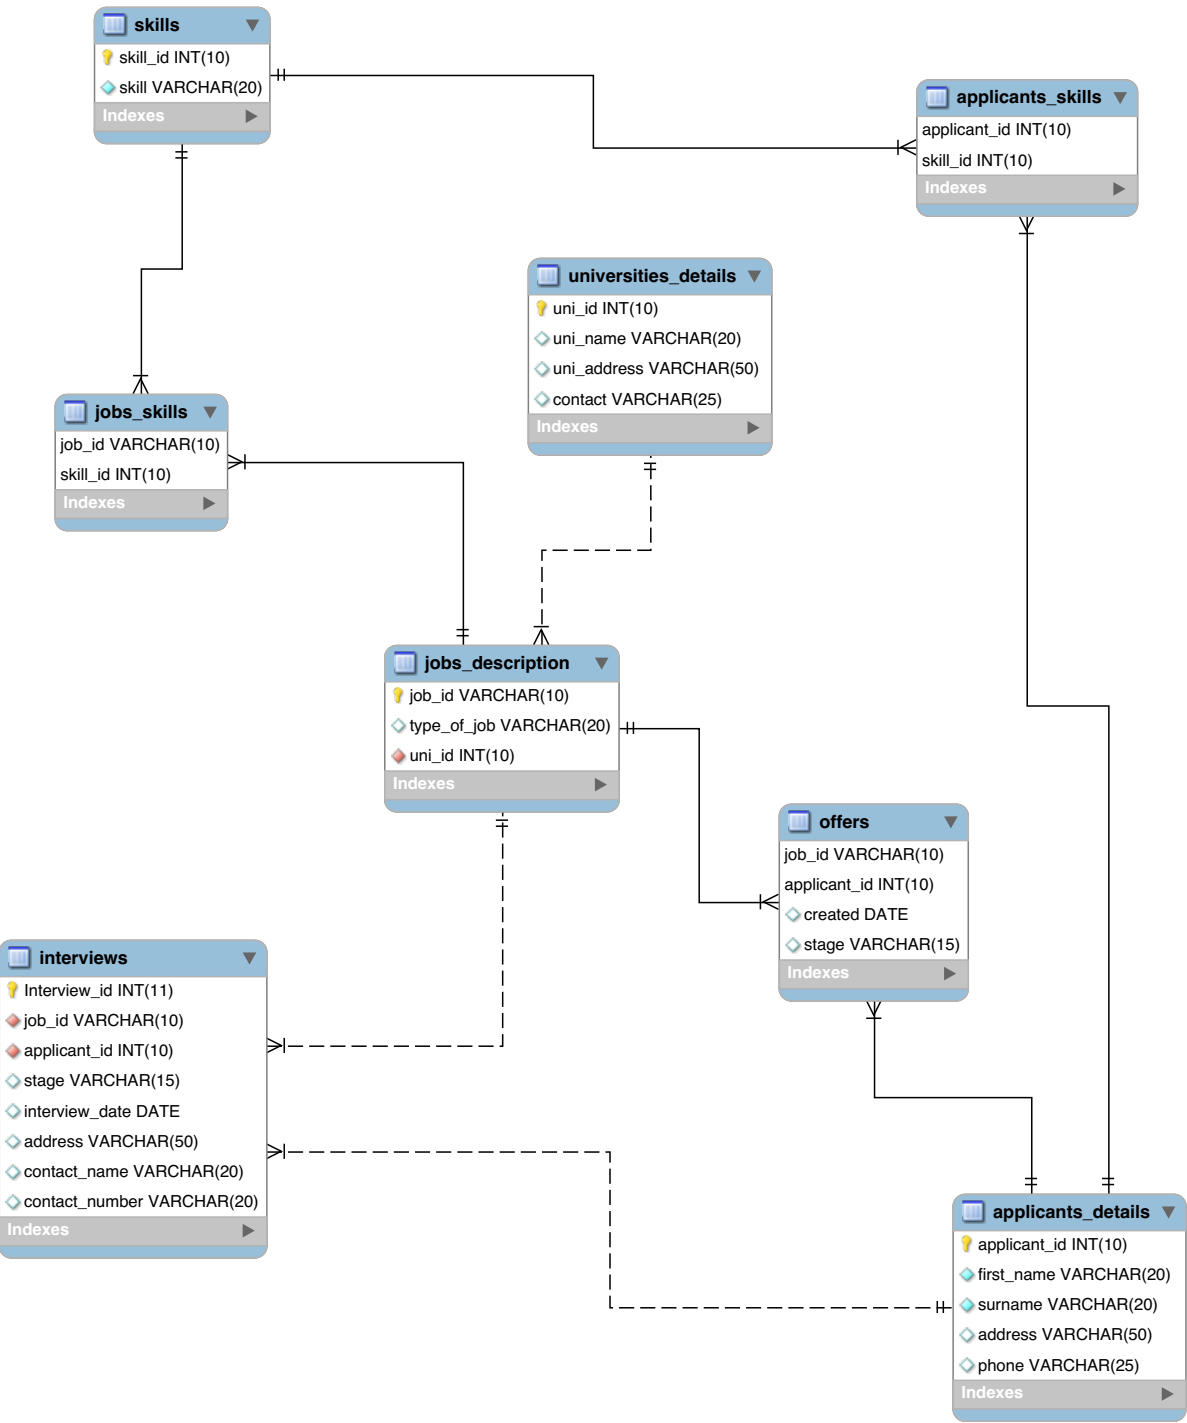 skills
skill_id INT(10)
skill VARCHAR(20)
Indexes
applicants_skills
applicant_id INT(10)
skill_id INT(10)
Indexes
universities_details
uni_id INT(10)
uni_name VARCHAR(20)
uni_address VARCHAR(50)
contact VARCHAR(25)
Indexes
jobs_skills
job_id VARCHAR(10)
skill_id INT(10)
Indexes
jobs_description
job_id VARCHAR(10)
type_of_job VARCHAR(20)
uni_id INT(10)
Indexes
offers
job_id VARCHAR(10)
applicant_id INT(10)
created DATE
stage VARCHAR(15)
Indexes
interviews
Interview_id INT(11)
job_id VARCHAR(10)
applicant_id INT(10)
stage VARCHAR(15)
interview_date DATE
address VARCHAR(50)
contact_name VARCHAR(20)
contact_number VARCHAR(20)
Indexes
applicants_details
applicant_id INT(10)
first_name VARCHAR(20)
surname VARCHAR(20)
address VARCHAR(50)
phone VARCHAR(25)
Indexes